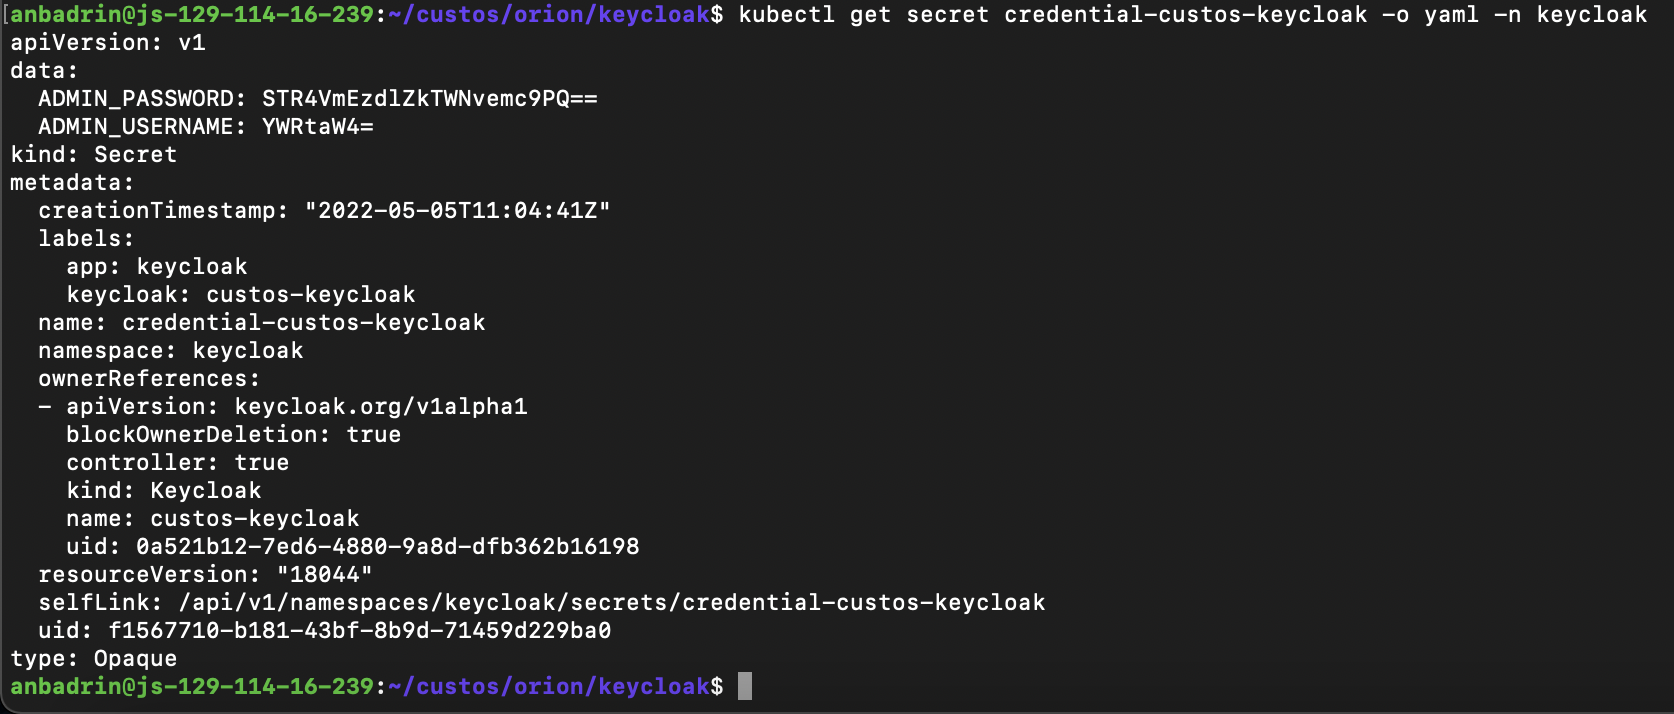 [anbadrin@js-129-114-16-239:~/custos/orion/keycloak$ kubectl get secret credential-custos-keycloak -o yaml -n keycloak
apiVersion: v1
data:
  ADMIN_PASSWORD: STR4VmEzdlZkTWNvemc9PQ==
  ADMIN_USERNAME: YWRtaW4=
kind: Secret
metadata:
  creationTimestamp: "2022-05-05T11:04:41Z"
  labels:
    app: keycloak
    keycloak: custos-keycloak
  name: credential-custos-keycloak
  namespace: keycloak
  ownerReferences:
  - apiVersion: keycloak.org/v1alpha1
    blockOwnerDeletion: true
    controller: true
    kind: Keycloak
    name: custos-keycloak
    uid: 0a521b12-7ed6-4880-9a8d-dfb362b16198
  resourceVersion: "18044"
  selfLink: /api/v1/namespaces/keycloak/secrets/credential-custos-keycloak
  uid: f1567710-b181-43bf-8b9d-71459d229ba0
type: Opaque
anbadrin@js-129-114-16-239:~/custos/orion/keycloak$